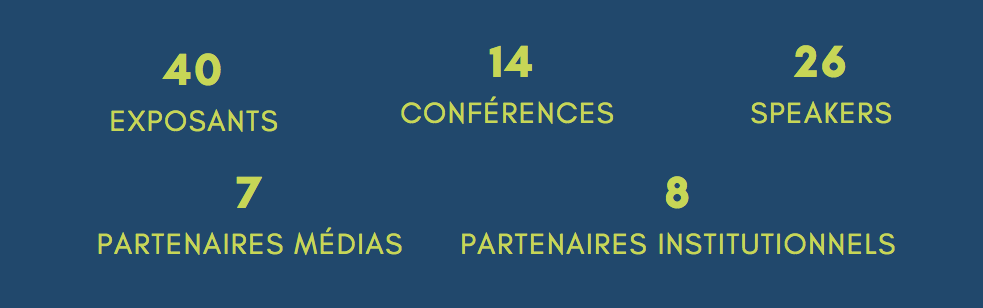 40
EXPOSANTS
14
CONFÉRENCES
26
SPEAKERS
7
PARTENAIRES MÉDIAS
8
PARTENAIRES INSTITUTIONNELS